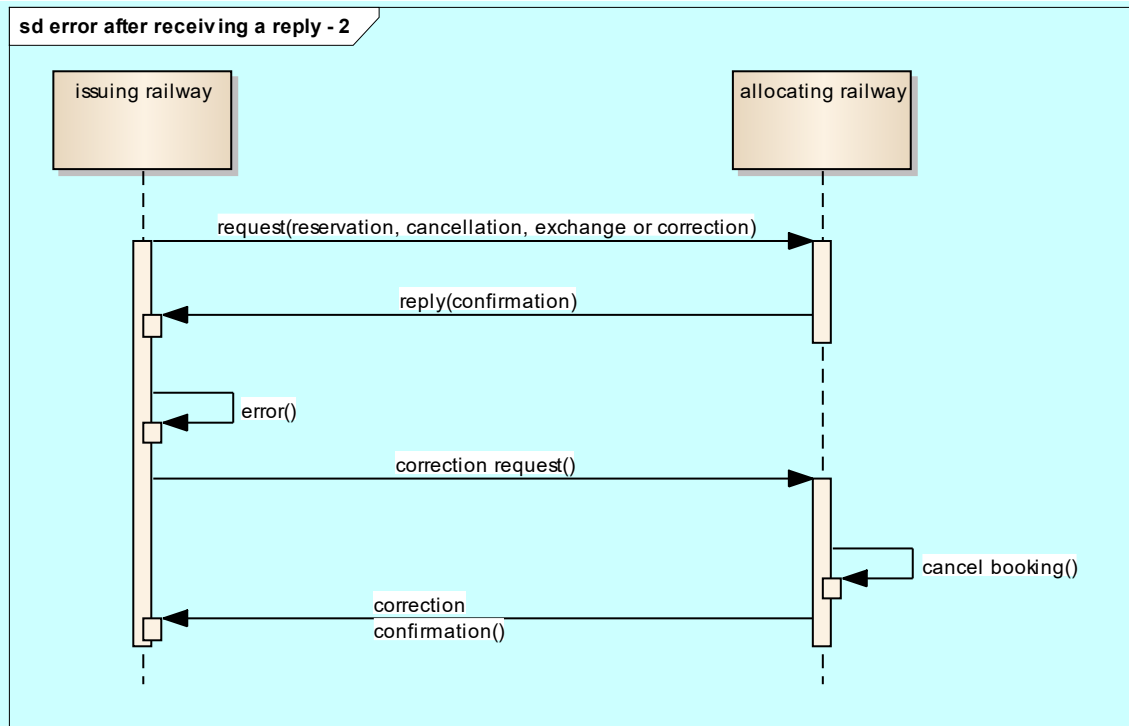 sd error after receiving a reply - 2
issuing railway
allocating railway
request(reservation, cancellation, exchange or correction)
reply(confirmation)
error()
correction request()
cancel booking()
correction
confirmation()